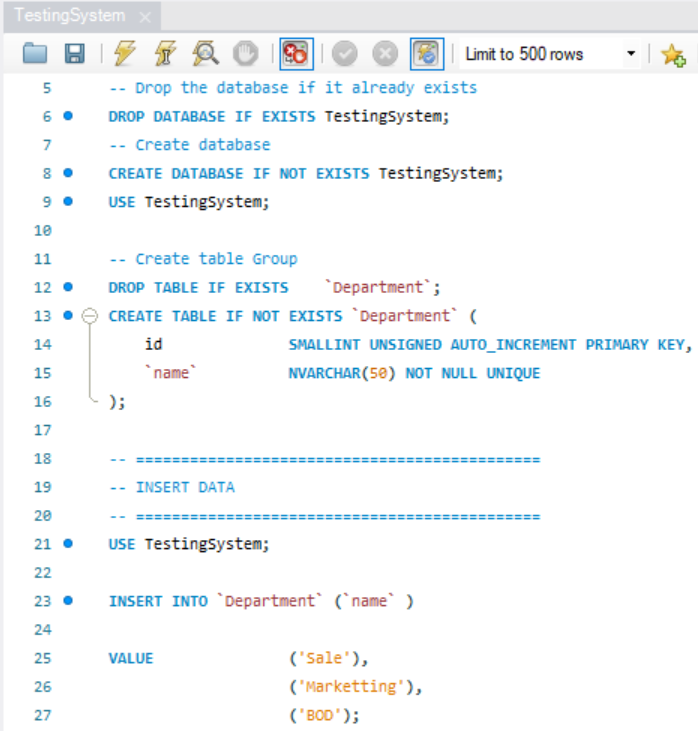 TestingSystem
Limit to 500 rows
5 -- Drop the database if it already exists
6 DROP DATABASE IF EXISTS TestingSystem;
7 -- Create database
8 CREATE DATABASE IF NOT EXISTS TestingSystem;
9 USE TestingSystem;
10
11 -- Create table Group
12 DROP TABLE IF EXISTS `Department`;
13 CREATE TABLE IF NOT EXISTS `Department` (
14 id SMALLINT UNSIGNED AUTO_INCREMENT PRIMARY KEY,
15 `name` NVARCHAR(50) NOT NULL UNIQUE
16 );
17
18 -- =============================================
19 -- INSERT DATA
20 -- =============================================
21 USE TestingSystem;
22
23 INSERT INTO `Department` (`name` )
24
25 VALUE ('Sale'),
26 ('Marketting'),
27 ('BOD');